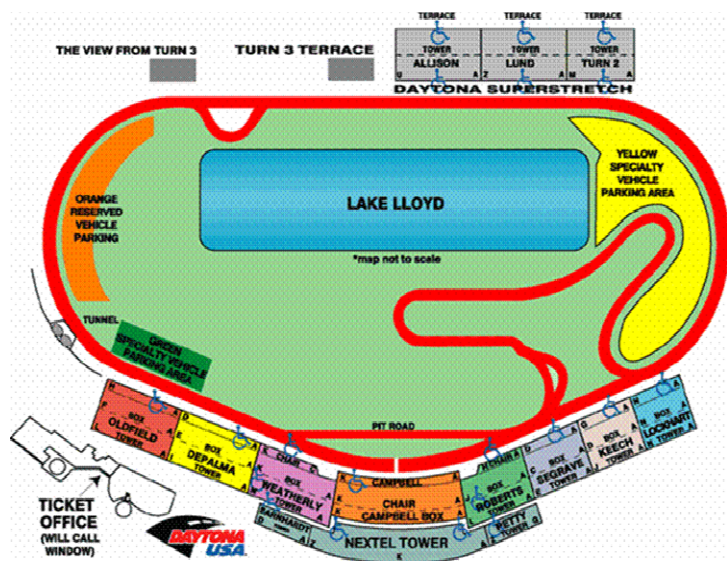 TERRACE
TERRACE
TERRACE
THE VIEW FROM TURN 3
TURN 3 TERRACE
TOWER
TOWER
TOWER
ALLISON
LUND
TURN 2
U A
Z A
M A
DAYTONA SUPERSTRETCH
YELLOW
SPECIALTY
VEHICLE
PARKING AREA
ORANGE
RESERVED
VEHICLE
PARKING
LAKE LLOYD
*map not to scale
TUNNEL
GREEN
SPECIALTY VEHICLE
PARKING AREA
PIT ROAD
BOX
OLDFIELD
TOWER
BOX
DEPALMA
TOWER
CHAIR
BOX
WEATHERLY
TOWER
CAMPBELL
CHAIR
CAMPBELL BOX
BOX
ROBERTS
TOWER
BOX
SEGRAVE
TOWER
BOX
KEECH
TOWER
BOX
LOCKHART
TOWER
EARNHARDT
NEXTEL TOWER
K
PETTY
TOWER
TICKET
OFFICE
(WILL CALL
WINDOW)
DAYTONA
USA